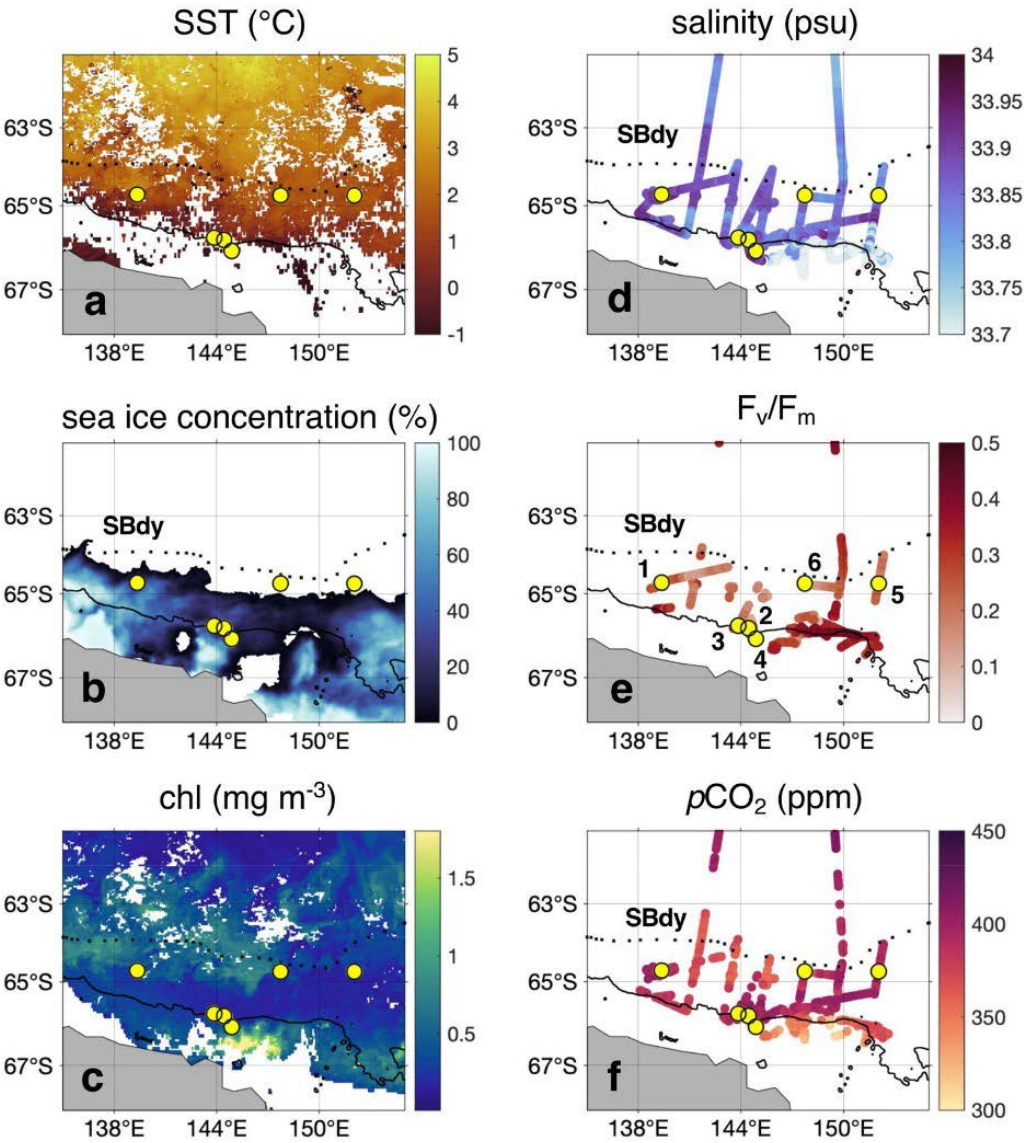 SST (°C)
5
4
3
2
1
0
-1
63°S
65°S
67°S
a
138°E
144°E
150°E
salinity (psu)
SBdy
34
33.95
33.9
33.85
33.8
33.75
33.7
63°S
65°S
67°S
d
138°E
144°E
150°E
sea ice concentration (%)
SBdy
100
80
60
40
20
0
63°S
65°S
67°S
b
138°E
144°E
150°E
Fv/Fm
SBdy
1
6
5
2
3
4
0.5
0.4
0.3
0.2
0.1
0
63°S
65°S
67°S
e
138°E
144°E
150°E
chl (mg m-3)
1.5
1
0.5
63°S
65°S
67°S
c
138°E
144°E
150°E
pCO2 (ppm)
SBdy
450
400
350
300
63°S
65°S
67°S
f
138°E
144°E
150°E